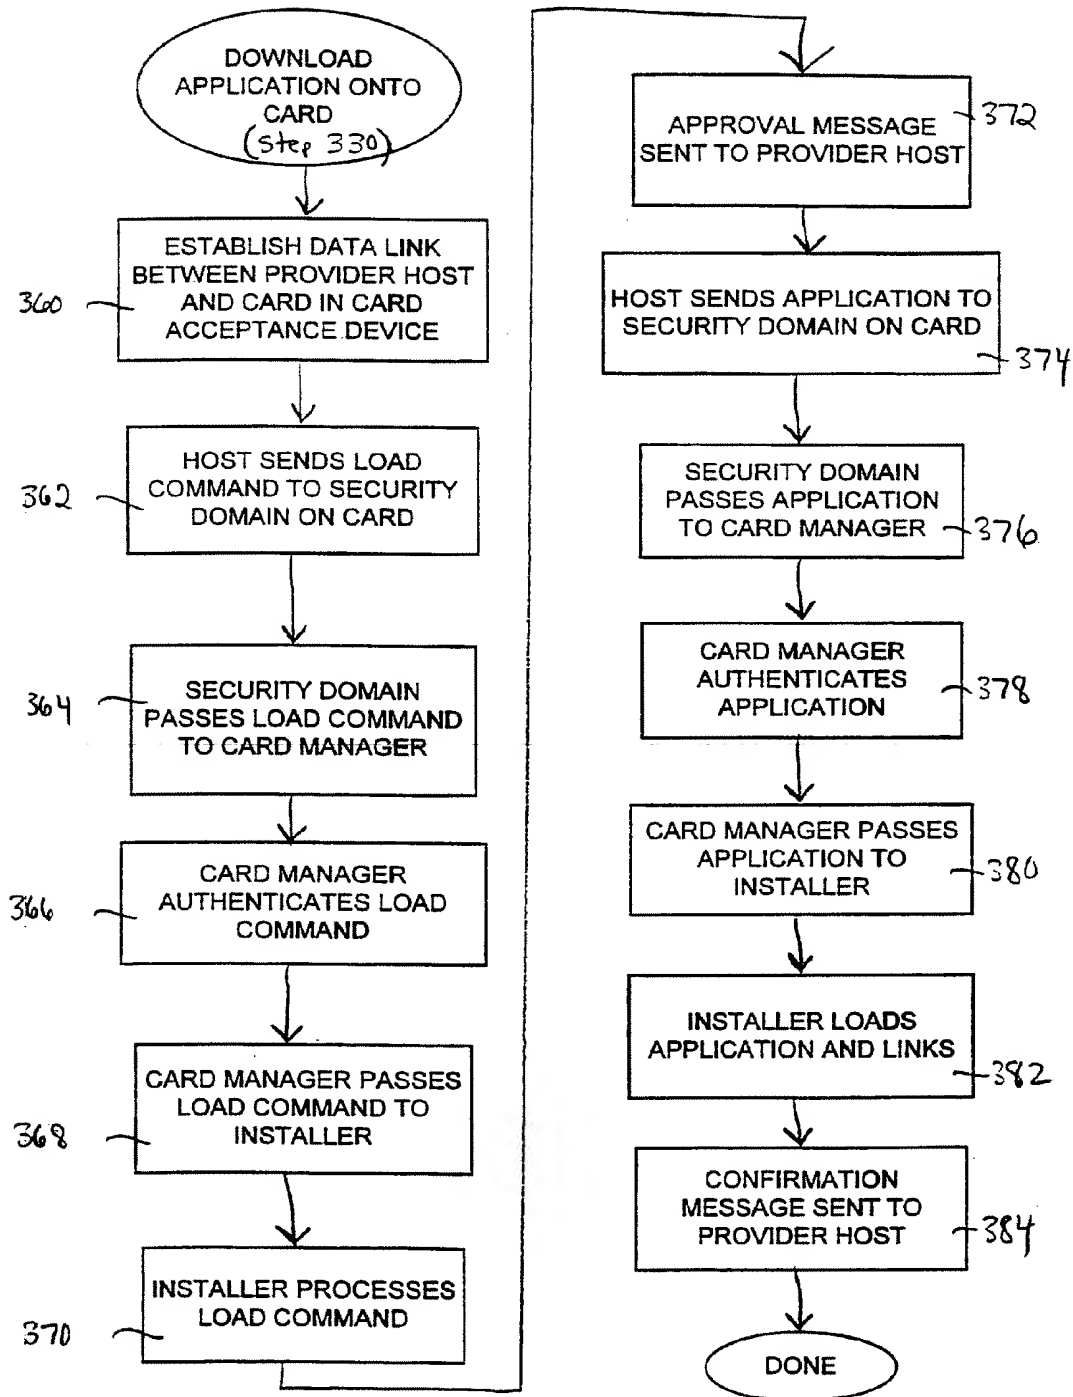 DOWNLOAD
APPLICATION ONTO
CARD
(Step 330)
ESTABLISH DATA LINK
BETWEEN PROVIDER HOST
AND CARD IN CARD
ACCEPTANCE DEVICE
360
HOST SENDS LOAD
COMMAND TO SECURITY
DOMAIN ON CARD
362
SECURITY DOMAIN
PASSES LOAD COMMAND
TO CARD MANAGER
364
CARD MANAGER
AUTHENTICATES LOAD
COMMAND
366
CARD MANAGER PASSES
LOAD COMMAND TO
INSTALLER
368
INSTALLER PROCESSES
LOAD COMMAND
370
APPROVAL MESSAGE
SENT TO PROVIDER HOST
372
HOST SENDS APPLICATION TO
SECURITY DOMAIN ON CARD
374
SECURITY DOMAIN
PASSES APPLICATION
TO CARD MANAGER
376
CARD MANAGER
AUTHENTICATES
APPLICATION
378
CARD MANAGER PASSES
APPLICATION TO
INSTALLER
380
INSTALLER LOADS
APPLICATION AND LINKS
382
CONFIRMATION
MESSAGE SENT TO
PROVIDER HOST
384
DONE